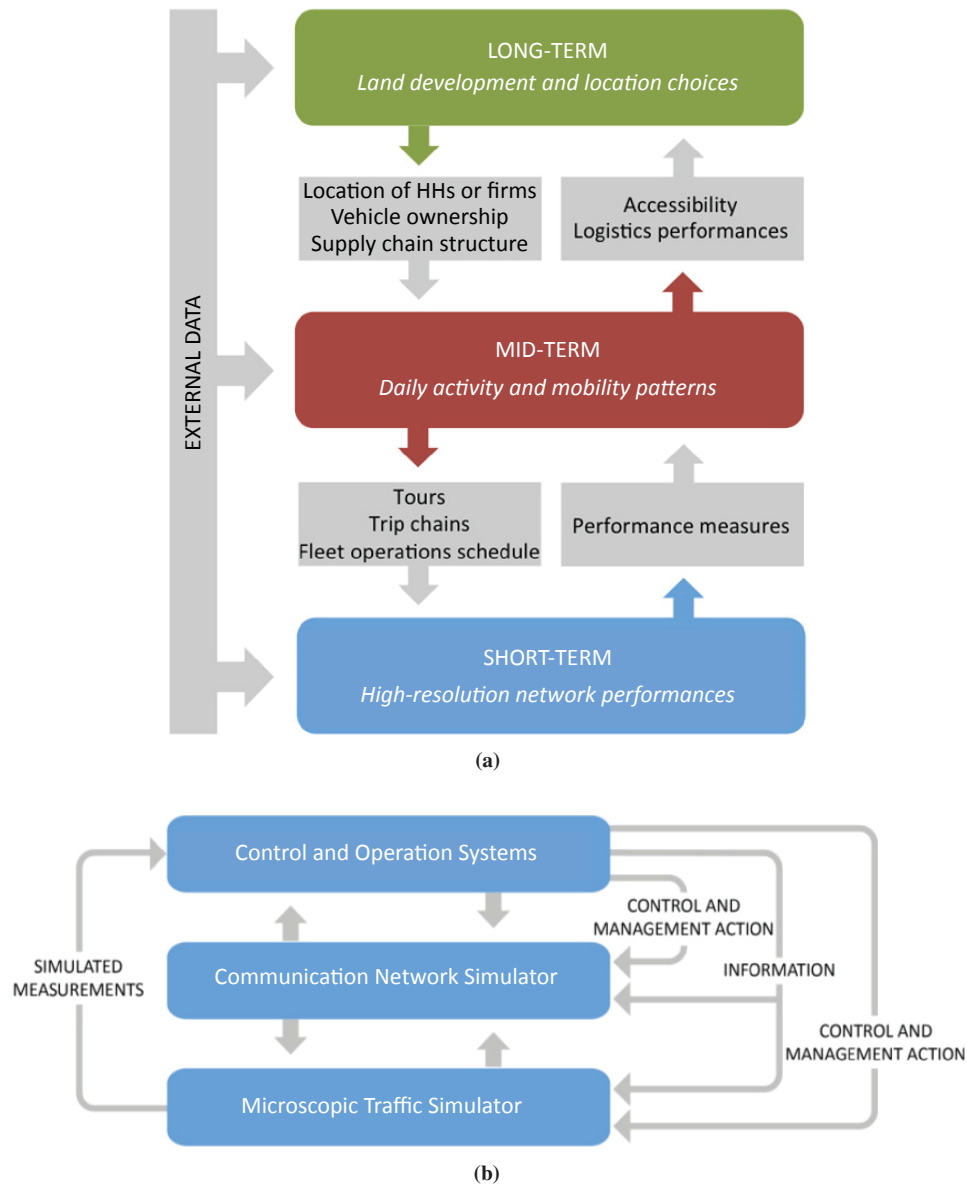 LONG-TERM
Land development and location choices
Location of HHs or firms
Vehicle ownership
Supply chain structure
Accessibility
Logistics performances
EXTERNAL DATA
MID-TERM
Daily activity and mobility patterns
Tours
Trip chains
Fleet operations schedule
Performance measures
SHORT-TERM
High-resolution network performances
(a)
Control and Operation Systems
CONTROL AND
MANAGEMENT ACTION
SIMULATED
MEASUREMENTS
Communication Network Simulator
INFORMATION
CONTROL AND
MANAGEMENT ACTION
Microscopic Traffic Simulator
(b)